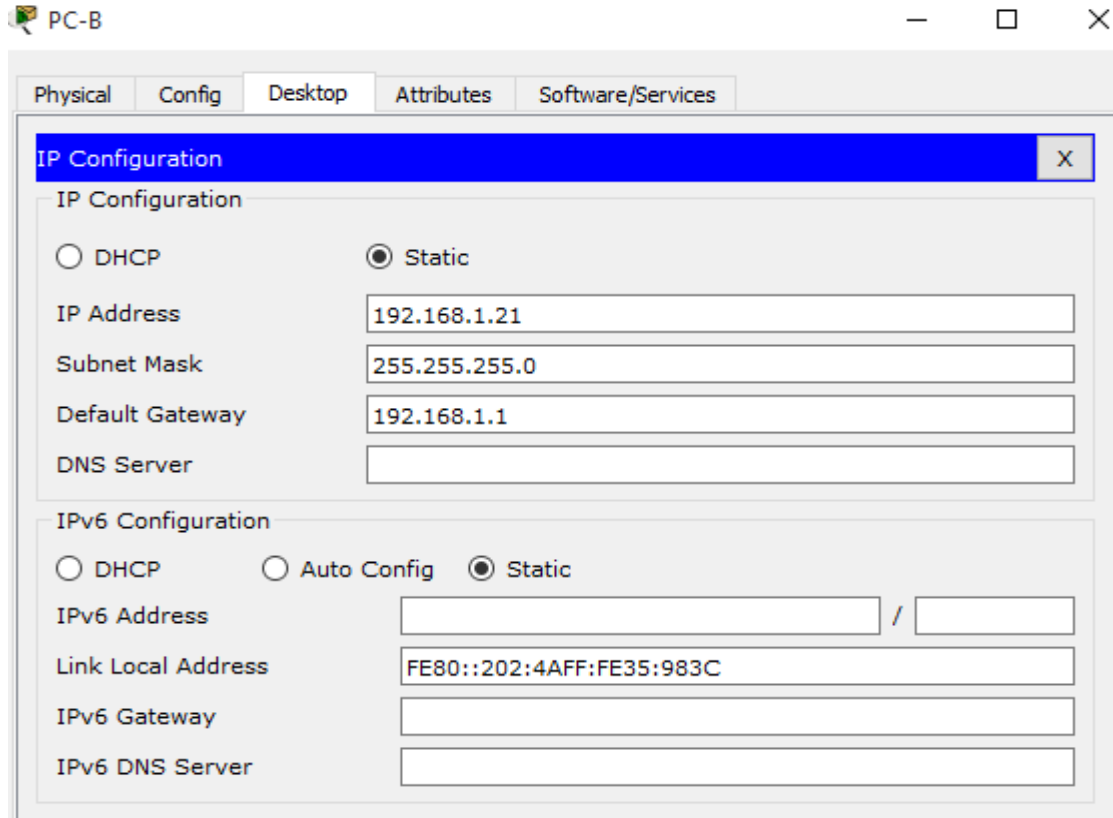 PC-B
Physical Config Desktop Attributes Software/Services
IP Configuration X
IP Configuration
DHCP Static
IP Address 192.168.1.21
Subnet Mask 255.255.255.0
Default Gateway 192.168.1.1
DNS Server
IPv6 Configuration
DHCP Auto Config Static
IPv6 Address /
Link Local Address FE80::202:4AFF:FE35:983C
IPv6 Gateway
IPv6 DNS Server